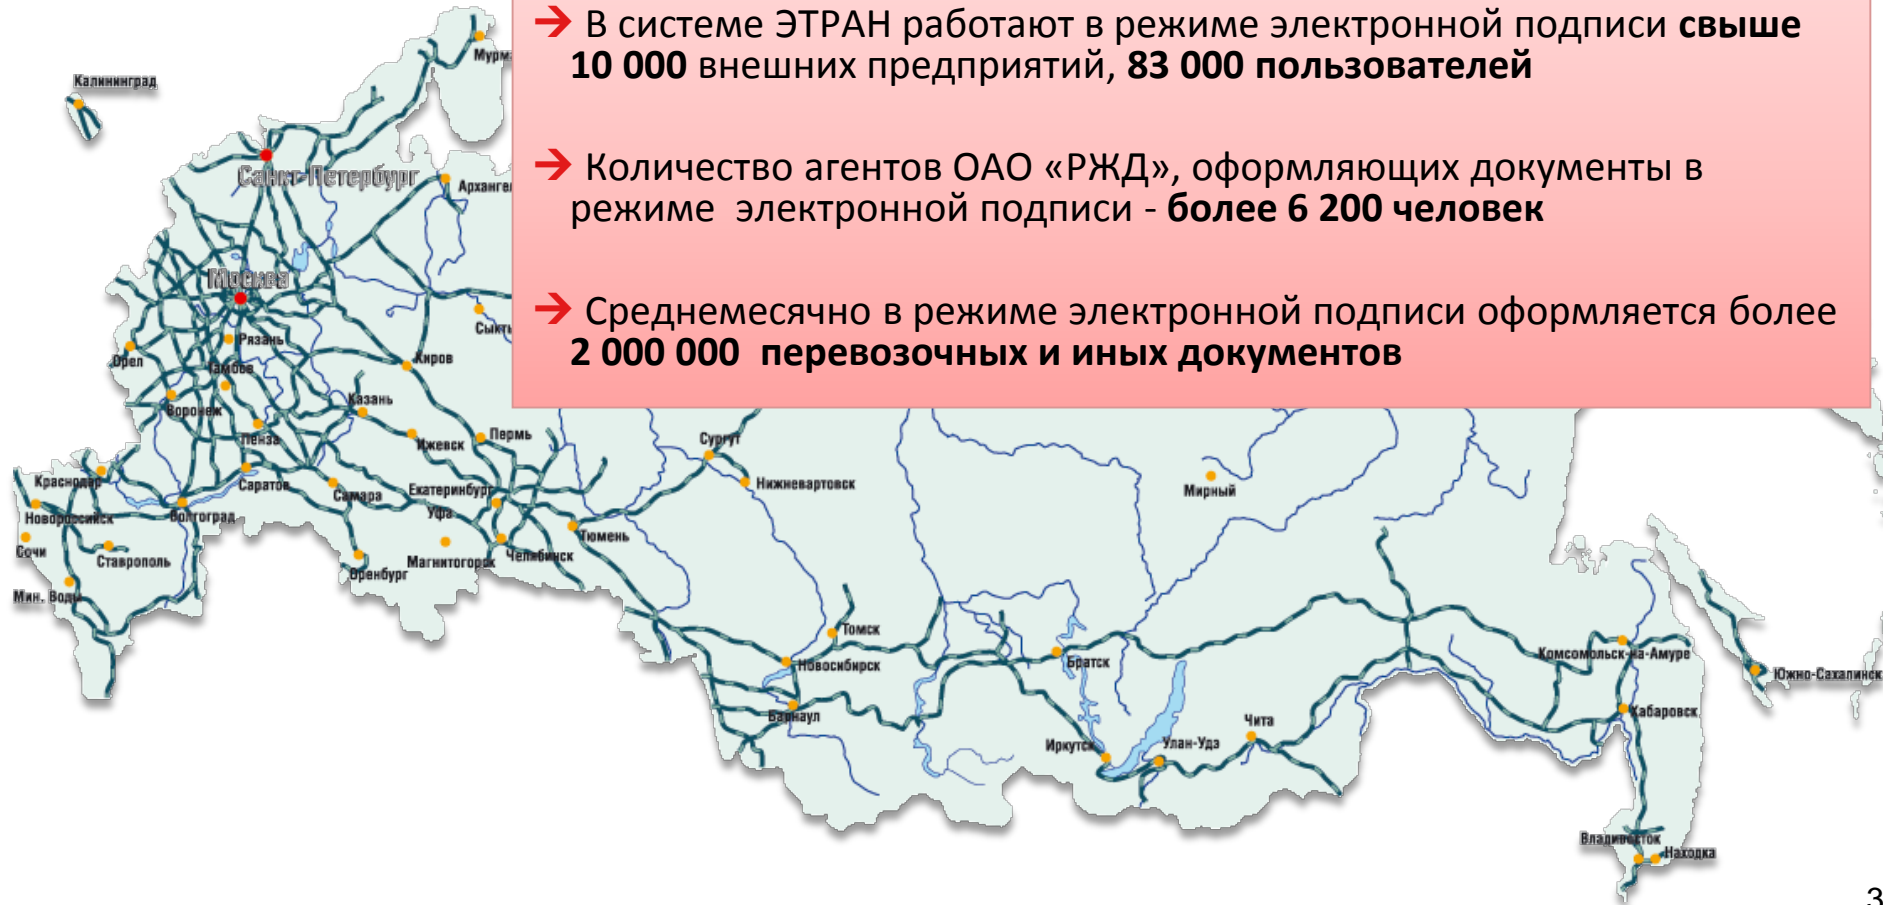 → В системе ЭТРАН работают в режиме электронной подписи свыше
10 000 внешних предприятий, 83 000 пользователей
→ Количество агентов ОАО «РЖД», оформляющих документы в
режиме электронной подписи - более 6 200 человек
→ Среднемесячно в режиме электронной подписи оформляется более
2 000 000 перевозочных и иных документов
Мурм
Калининград
Санкт-Петербург
Арханге
Москва
Сыкты
Рязань
Орел
Киров
Тамбов
Казань
Воронеж
Пенза
Ижевск
Пермь
Сургут
Краснодар
Саратов
Самара
Екатеринбург
Нижневартовск
Мирный
Новороссийск
Волгоград
Уфа
Тюмень
Сочи
Ставрополь
Магнитогорск
Челябинск
Оренбург
Мин. Воды
Томск
Новосибирск
Братск
Комсомольск-на-Амуре
Южно-Сахалинск
Барнаул
Чита
Хабаровск
Иркутск
Улан-Удэ
Владивосток
Находка
3